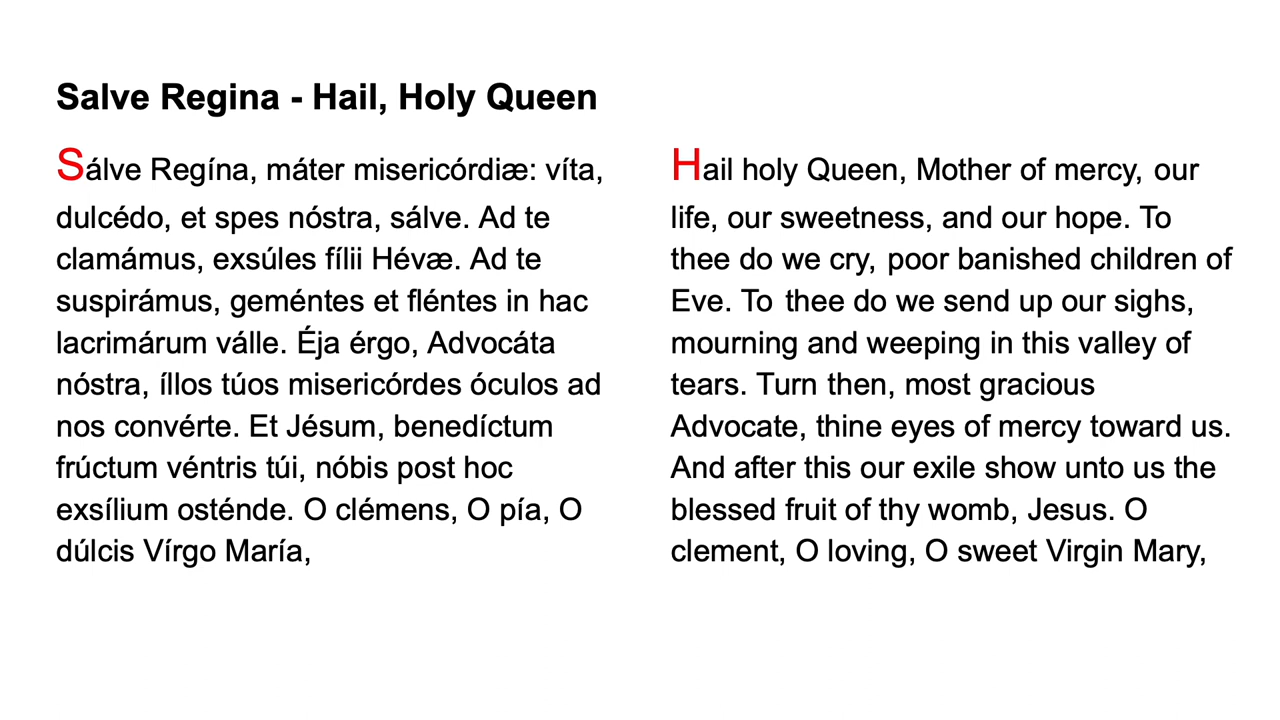 Salve Regina - Hail, Holy Queen
Sálve Regína, máter misericórdiæ: víta,
dulcédo, et spes nóstra, sálve. Ad te
clamámus, exsúles fílii Hévæ. Ad te
suspirámus, geméntes et fléntes in hac
lacrimárum válle. Éja érgo, Advocáta
nóstra, íllos túos misericórdes óculos ad
nos convérte. Et Jésum, benedíctum
frúctum véntris túi, nóbis post hoc
exsílium osténde. O clémens, O pía, O
dúlcis Vírgo María,
Hail holy Queen, Mother of mercy, our
life, our sweetness, and our hope. To
thee do we cry, poor banished children of
Eve. To thee do we send up our sighs,
mourning and weeping in this valley of
tears. Turn then, most gracious
Advocate, thine eyes of mercy toward us.
And after this our exile show unto us the
blessed fruit of thy womb, Jesus. O
clement, O loving, O sweet Virgin Mary,